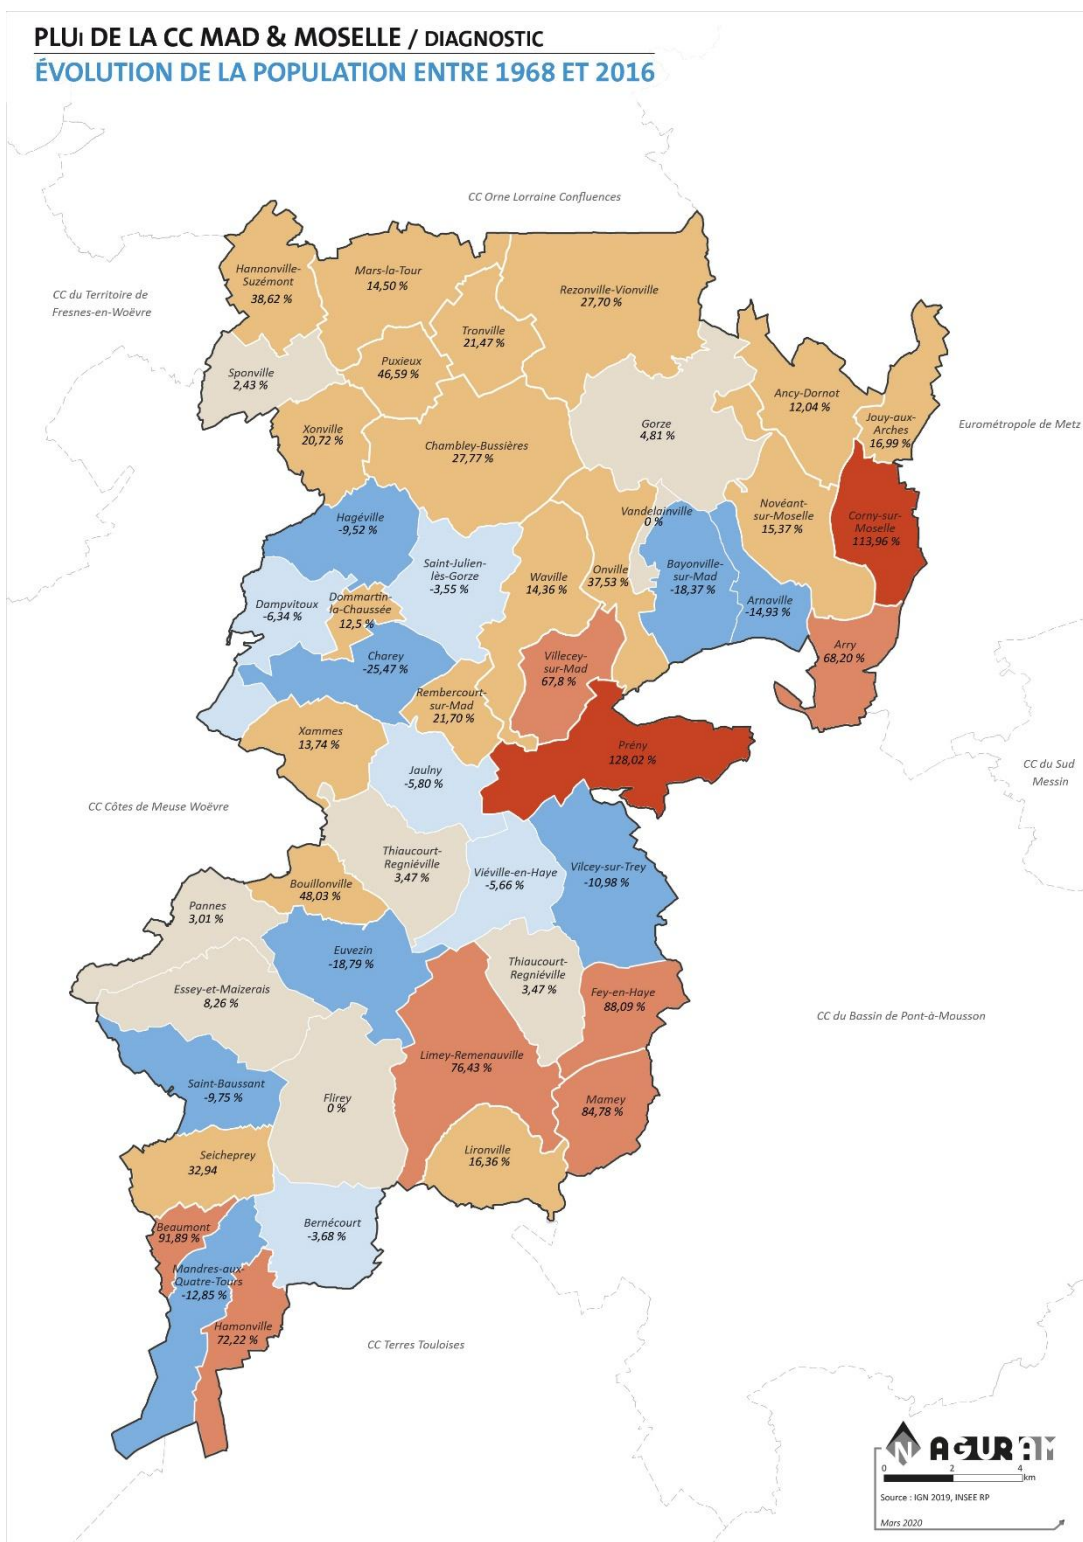 PLUi DE LA CC MAD & MOSELLE / DIAGNOSTIC
ÉVOLUTION DE LA POPULATION ENTRE 1968 ET 2016
CC Orne Lorraine Confluences
CC du Territoire de
Fresnes-en-Woëvre
Hannonville-
Suzémont
38,62 %
Mars-la-Tour
14,50 %
Rezonville-Vionville
27,70 %
Tronville
21,47 %
Puxieux
46,59 %
Sponville
2,43 %
Ancy-Dornot
12,04 %
Jouy-aux-
Arches
16,99 %
Eurométropole de Metz
Xonville
20,72 %
Chambley-Bussières
27,77 %
Gorze
4,81 %
Hagéville
-9,52 %
Vandelainville
0 %
Novéant-
sur-Moselle
15,37 %
Corny-sur-
Moselle
113,96 %
Saint-Julien-
lès-Gorze
-3,55 %
Waville
14,36 %
Onville
37,53 %
Bayonville-
sur-Mad
-18,37 %
Arnaville
-14,93 %
Dampvitoux
-6,34 %
Dommartin-
la-Chaussée
12,5 %
Charey
-25,47 %
Villecey-
sur-Mad
67,8 %
Arry
68,20 %
Rembercourt-
sur-Mad
21,70 %
Xammes
13,74 %
Prény
128,02 %
Jaulny
-5,80 %
CC du Sud
Messin
CC Côtes de Meuse Woëvre
Thiaucourt-
Regniéville
3,47 %
Viéville-en-Haye
-5,66 %
Vilcey-sur-Trey
-10,98 %
Bouillonville
48,03 %
Pannes
3,01 %
Euvezin
-18,79 %
Thiaucourt-
Regniéville
3,47 %
Essey-et-Maizerais
8,26 %
Fey-en-Haye
88,09 %
CC du Bassin de Pont-à-Mousson
Limey-Remenauville
76,43 %
Saint-Baussant
-9,75 %
Flirey
0 %
Mamey
84,78 %
Seicheprey
32,94
Lironville
16,36 %
Beaumont
91,89 %
Bernécourt
-3,68 %
Mandres-aux-
Quatre-Tours
-12,85 %
Hamonville
72,22 %
CC Terres Touloises
N AGURAM
0 2 4
km
Source : IGN 2019, INSEE RP
Mars 2020